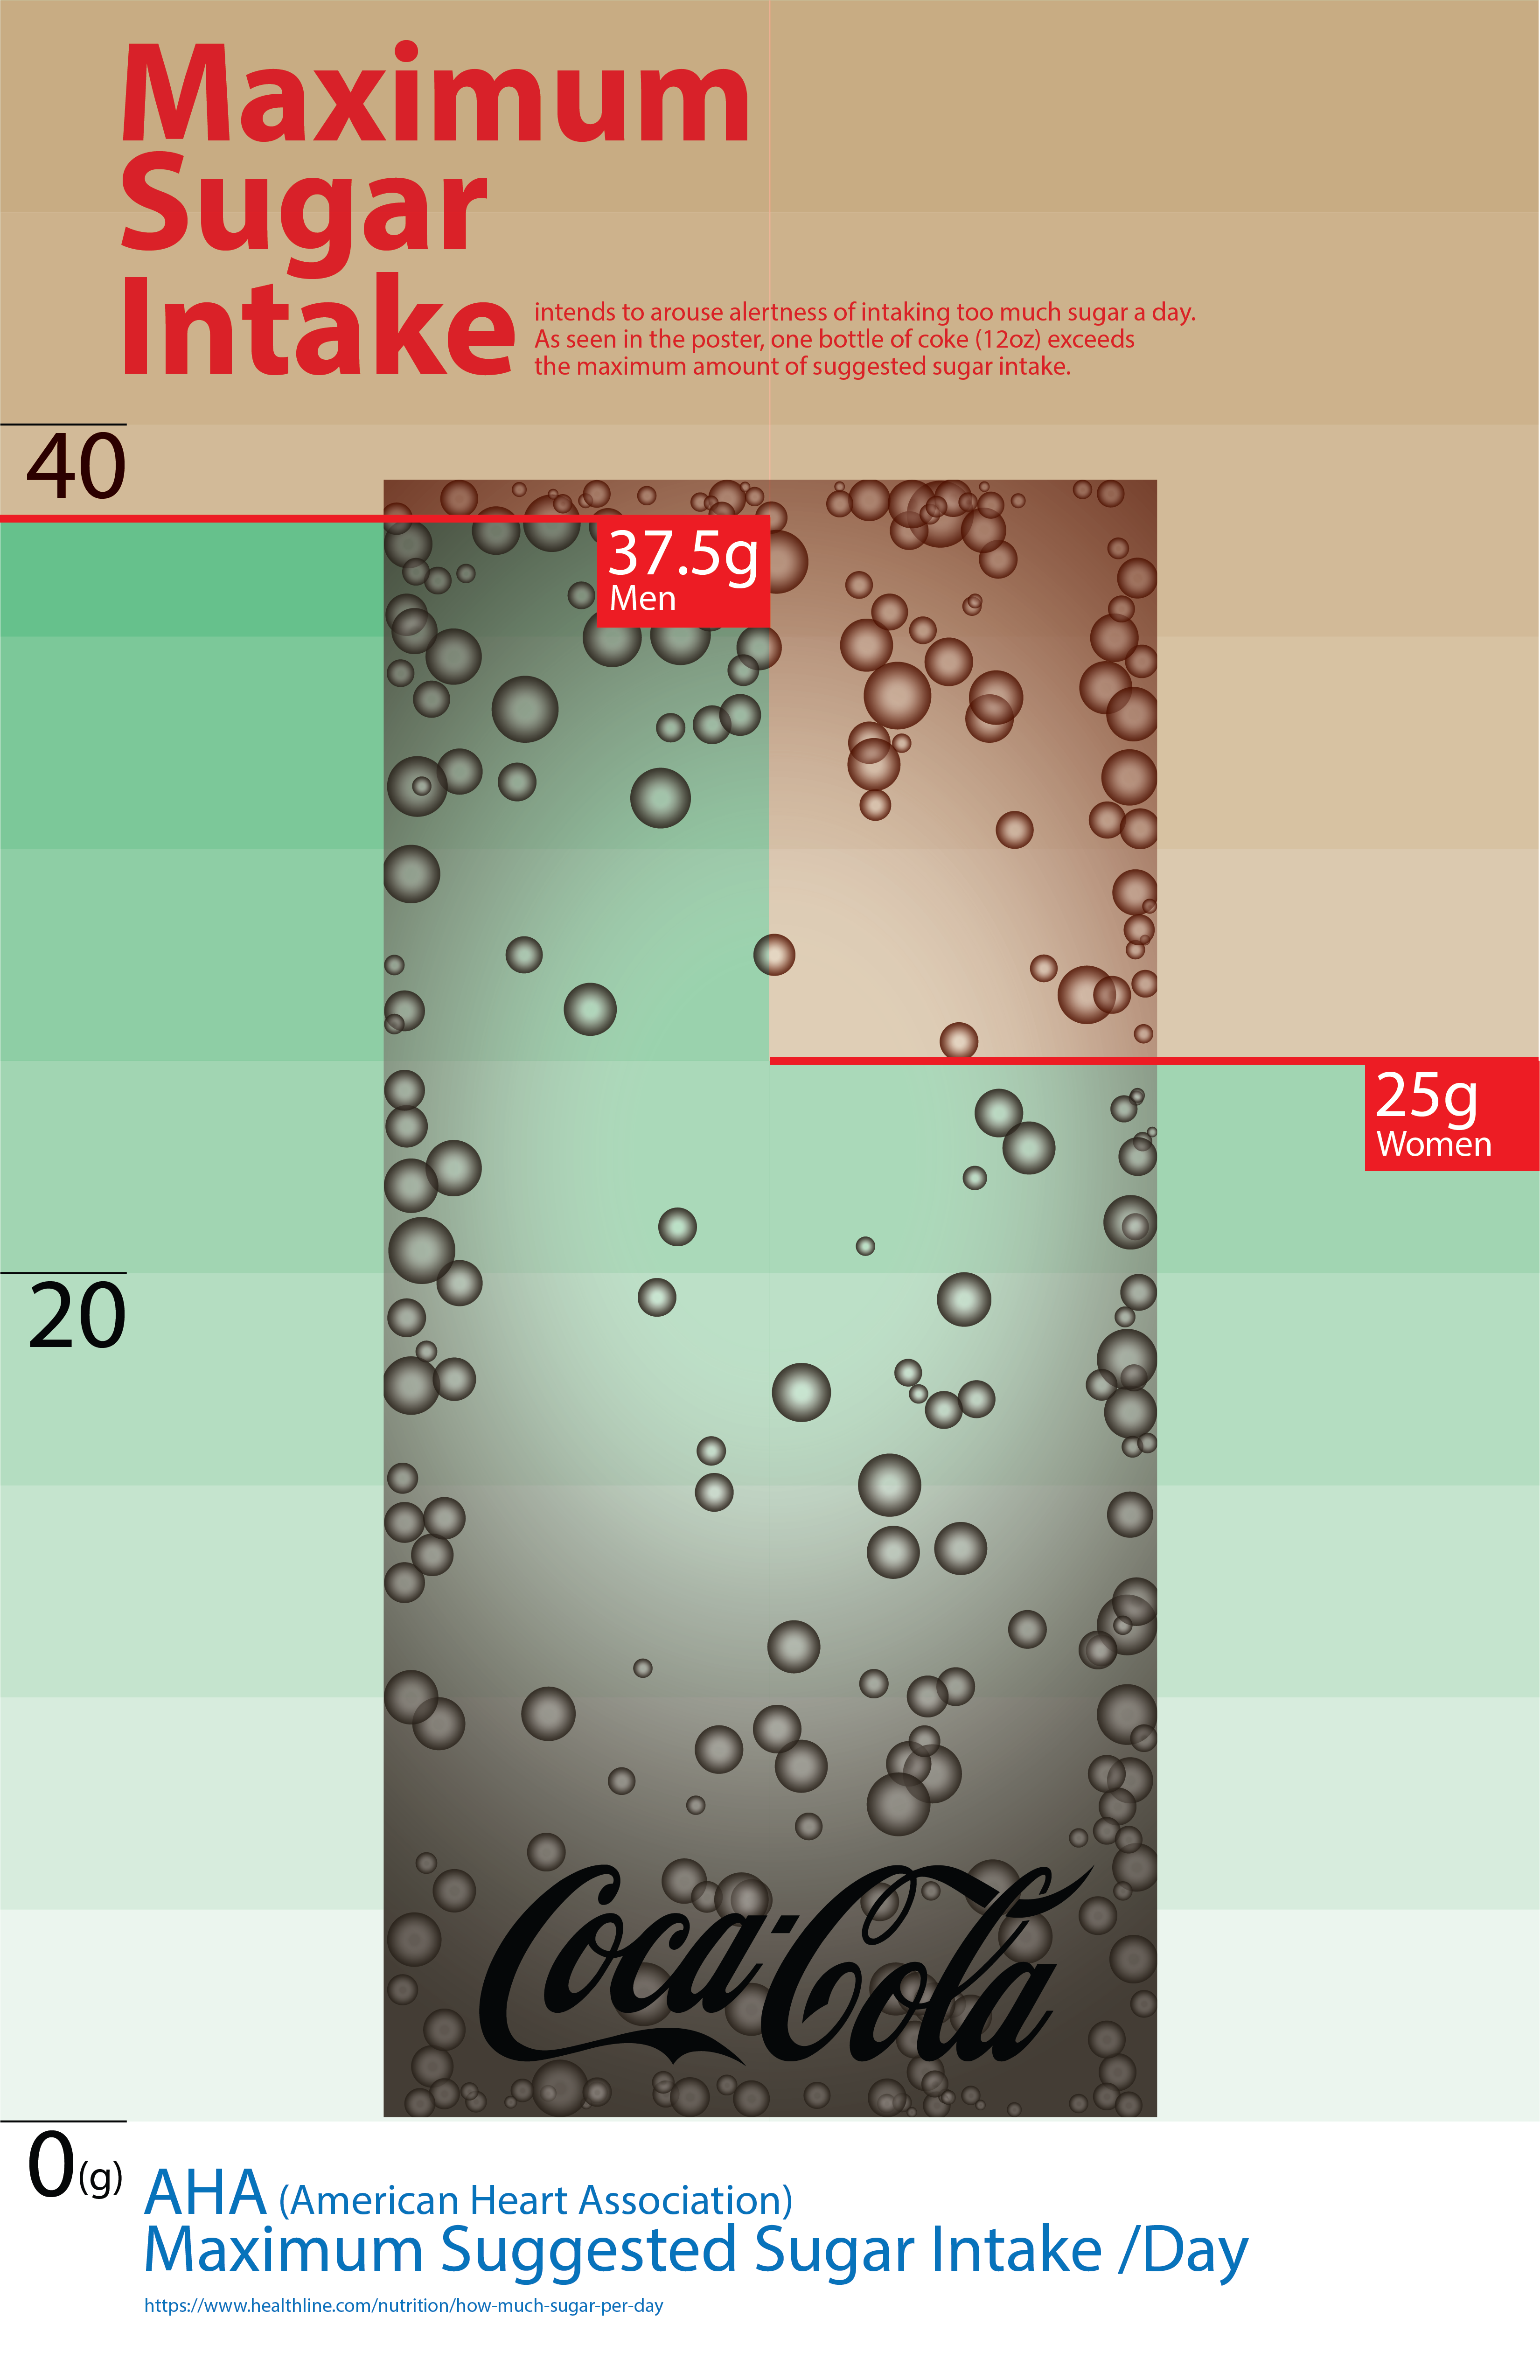 Maximum
Sugar
Intake
intends to arouse alertness of intaking too much sugar a day.
As seen in the poster, one bottle of coke (12oz) exceeds
the maximum amount of suggested sugar intake.
40
37.5g
Men
25g
Women
20
Coca-Cola
0(g)
AHA (American Heart Association)
Maximum Suggested Sugar Intake /Day
https://www.healthline.com/nutrition/how-much-sugar-per-day